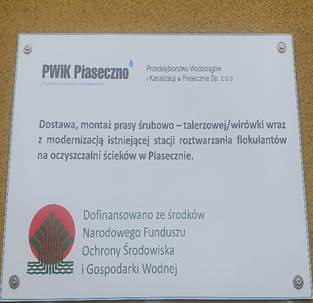 PWiK Piaseczno
Przedsiębiorstwo Wodociągów
i Kanalizacji w Piasecznie Sp. z o.o.
Dostawa, montaż prasy śrubowo – talerzowej/wirówki wraz
z modernizacją istniejącej stacji roztwarzania flokulantów
na oczyszczalni ścieków w Piasecznie.
Dofinansowano ze środków
Narodowego Funduszu
Ochrony Środowiska
i Gospodarki Wodnej